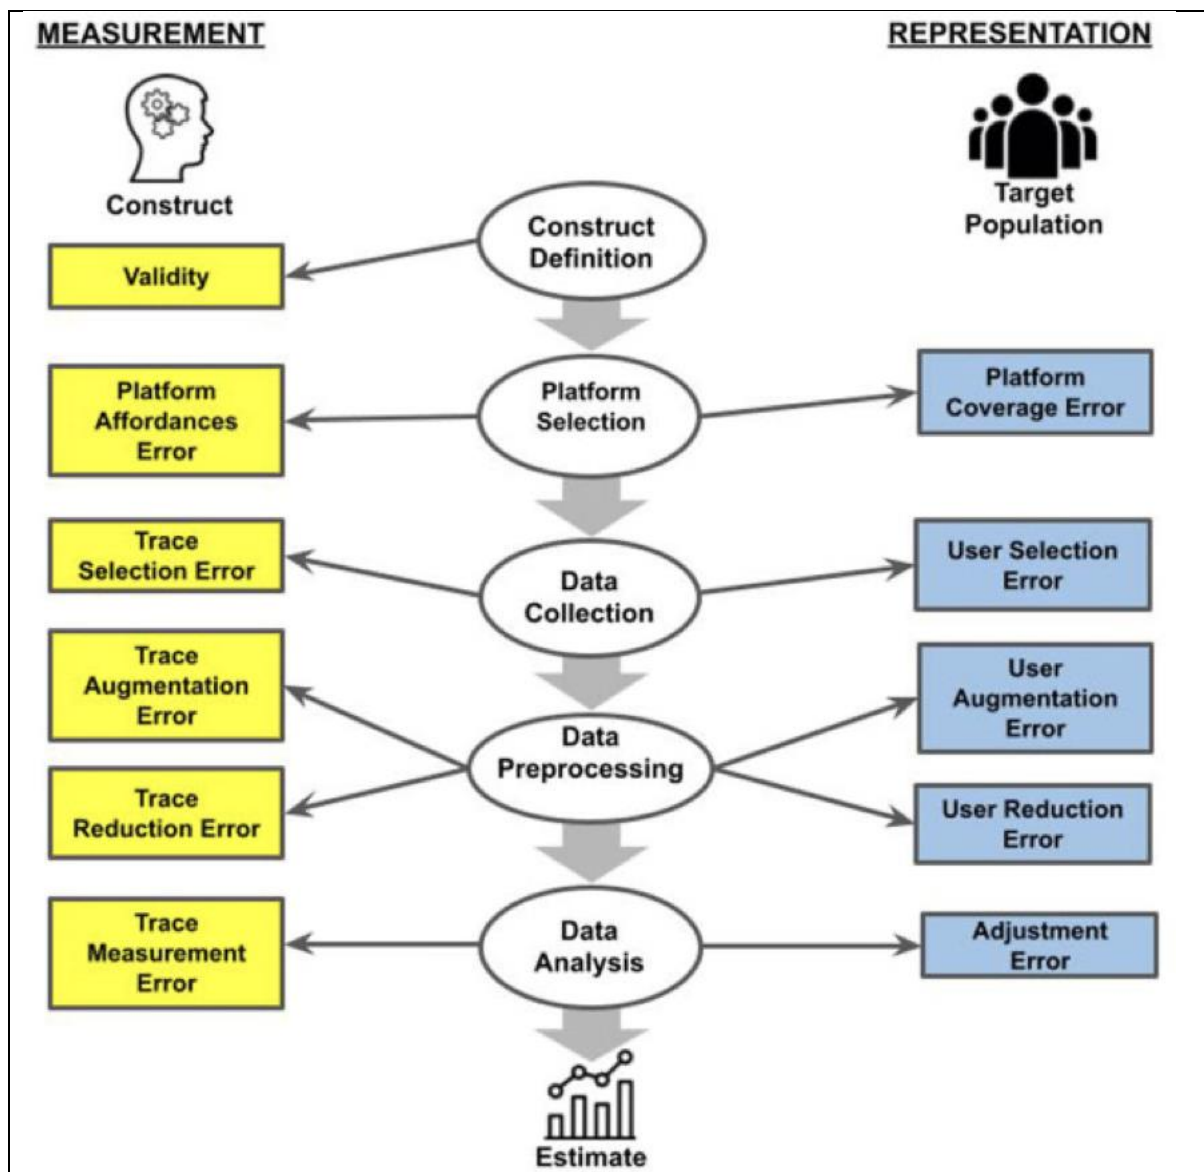 MEASUREMENT
REPRESENTATION
Construct
Target
Population
Construct
Definition
Validity
Platform
Affordances
Error
Platform
Selection
Platform
Coverage Error
Trace
Selection Error
Data
Collection
User Selection
Error
Trace
Augmentation
Error
Data
Preprocessing
User
Augmentation
Error
Trace
Reduction Error
User Reduction
Error
Trace
Measurement
Error
Data
Analysis
Adjustment
Error
Estimate